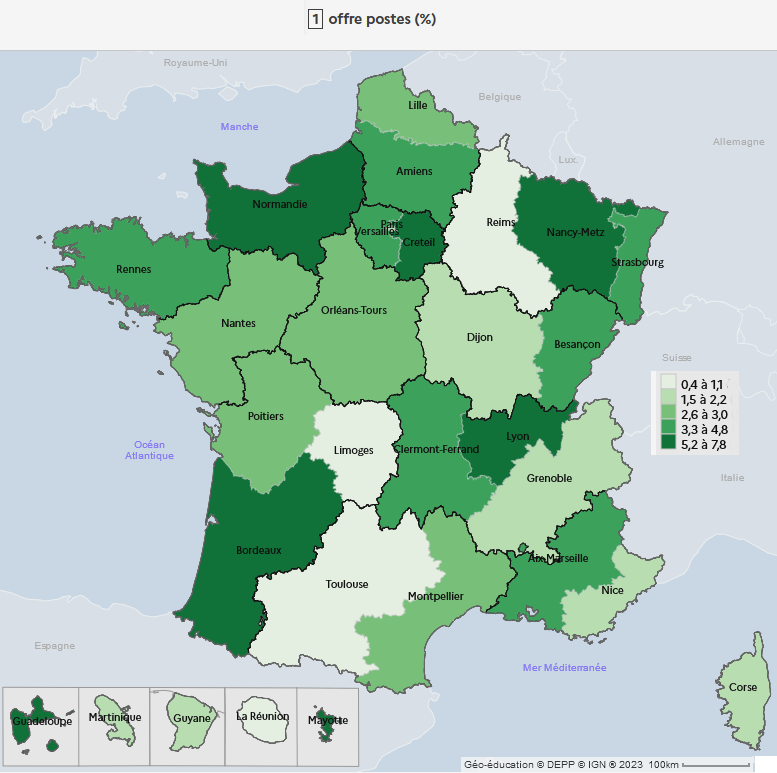 1 offre postes (%)
Royaume-Uni
Lille
Belgique
Manche
Allemagne
Lux.
Amiens
Normandie
Reims
Paris
Versailles
Creteil
Nancy-Metz
Strasbourg
Rennes
Orléans-Tours
Nantes
Dijon
Besançon
Suisse
0,4 à 1,1
1,5 à 2,2
2,6 à 3,0
3,3 à 4,8
5,2 à 7,8
Poitiers
Limoges
Clermont-Ferrand
Lyon
Océan
Atlantique
Grenoble
Italie
Bordeaux
Aix-Marseille
Toulouse
Montpellier
Nice
Espagne
Mer Méditerranée
Corse
Guadeloupe
Martinique
Guyane
La Réunion
Mayotte
Géo-éducation © DEPP © IGN ® 2023 100km